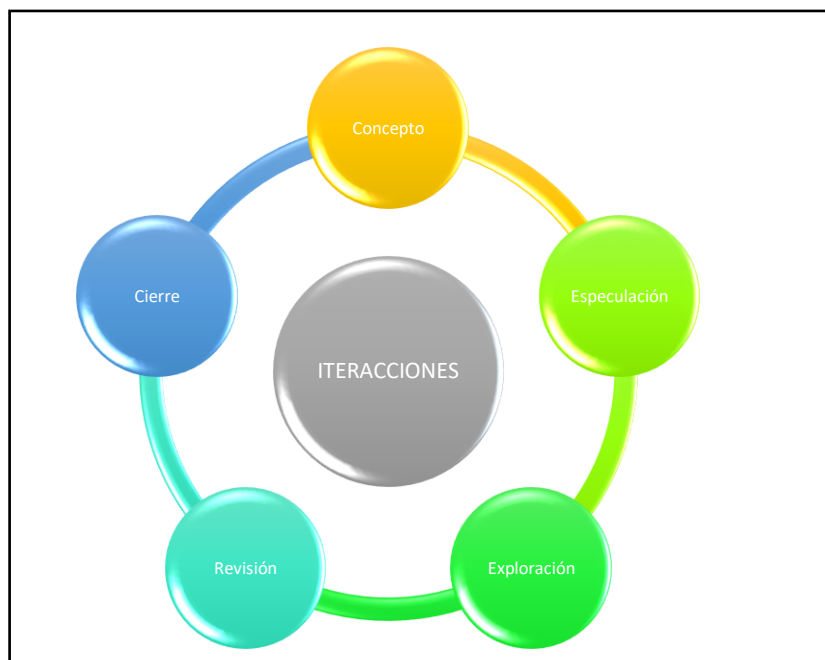 Concepto
Especulación
Exploración
Revisión
Cierre
ITERACCIONES